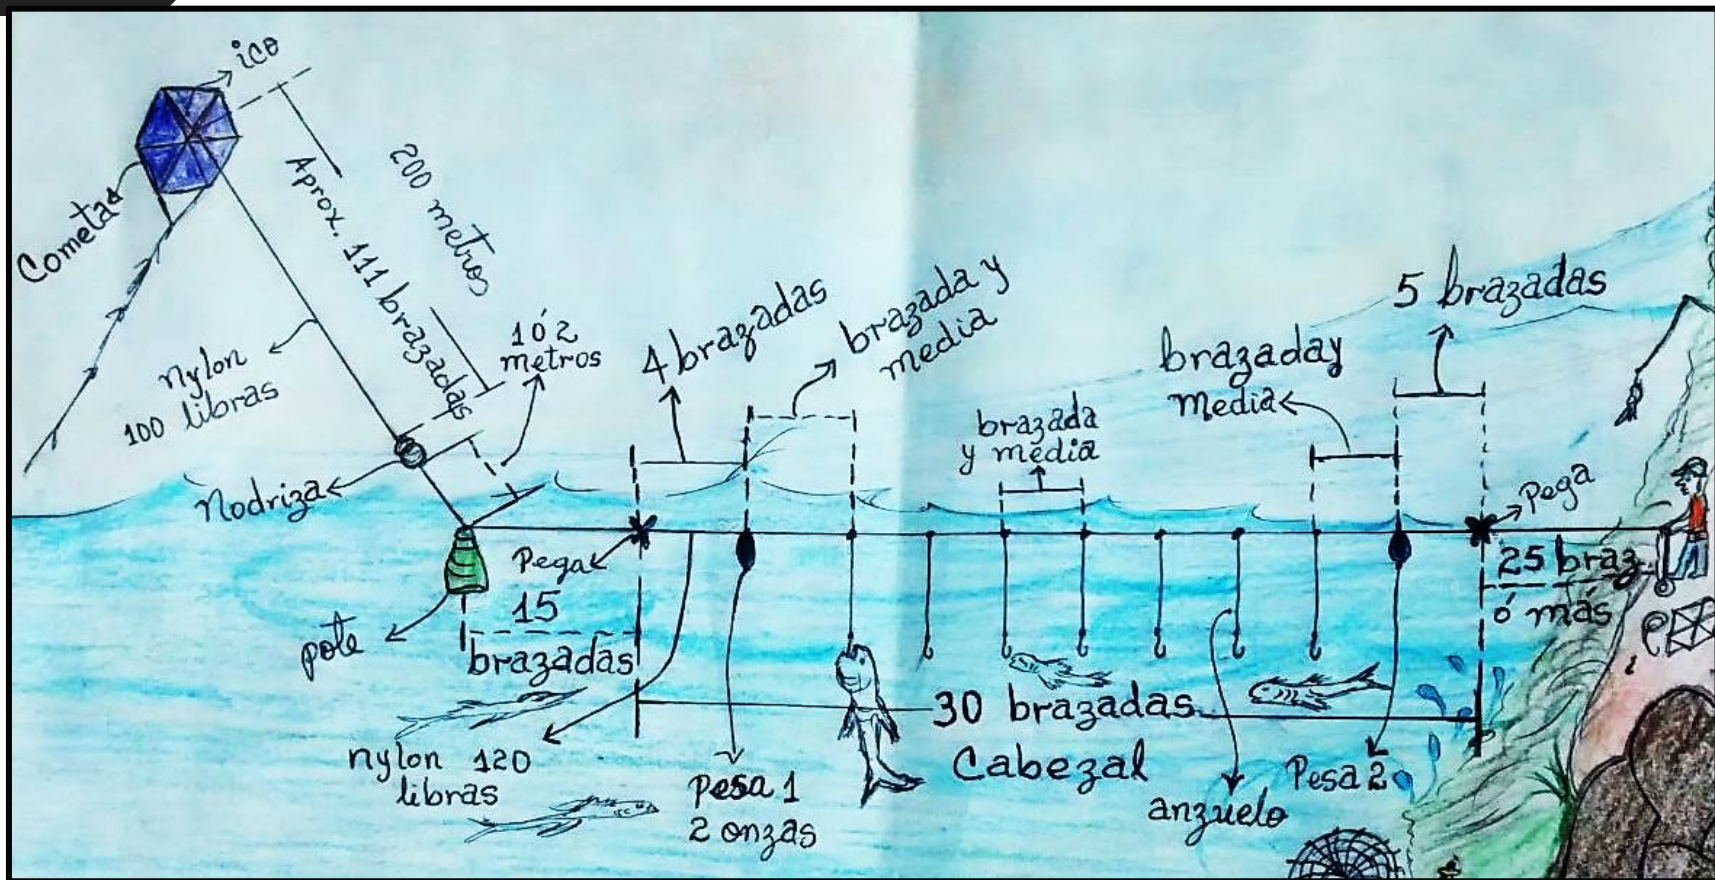 ico
Cometa
200 metros
Aprox. 111 brazadas
Nylon
100 libras
1 ó 2
metros
Nodriza
4 brazadas
brazada y
media
brazada
y media
brazada y
Media
5 brazadas
Pega
Pega
15
brazadas
pote
25 braz
ó más
nylon 120
libras
Pesa 1
2 onzas
30 brazadas
Cabezal
anzuelo
Pesa 2